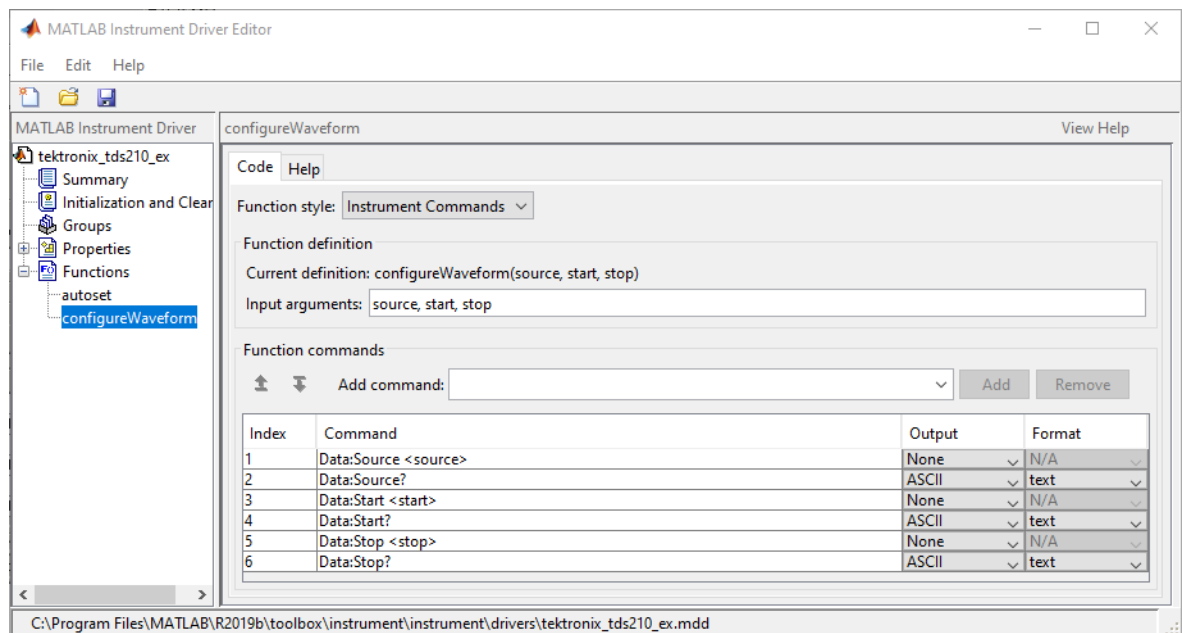 MATLAB Instrument Driver Editor
File Edit Help
MATLAB Instrument Driver
configureWaveform View Help
tektronix_tds210_ex
Summary
Initialization and Clear
Groups
Properties
Functions
autoset
configureWaveform
Code Help
Function style: Instrument Commands
Function definition
Current definition: configureWaveform(source, start, stop)
Input arguments: source, start, stop
Function commands
Add command: Add Remove
Index Command Output Format
1 Data:Source <source> None N/A
2 Data:Source? ASCII text
3 Data:Start <start> None N/A
4 Data:Start? ASCII text
5 Data:Stop <stop> None N/A
6 Data:Stop? ASCII text
C:\Program Files\MATLAB\R2019b\toolbox\instrument\instrument\drivers\tektronix_tds210_ex.mdd